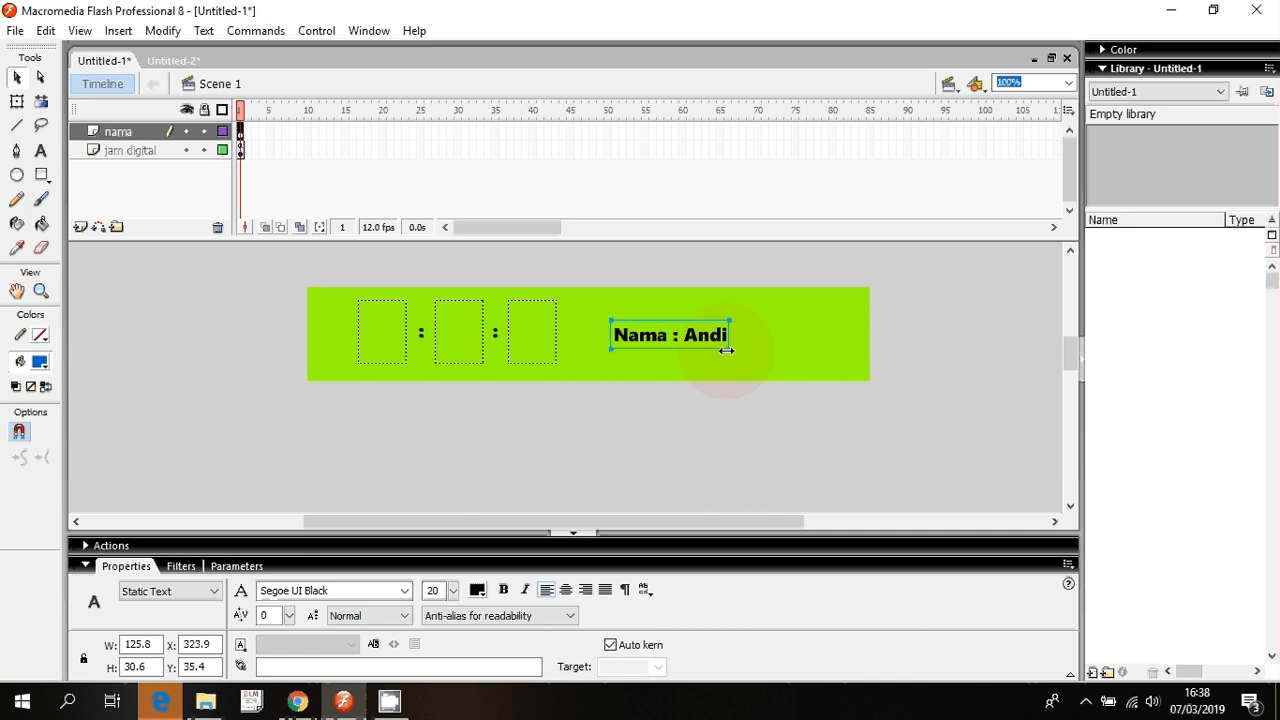 Macromedia Flash Professional 8 - [Untitled-1*]
File Edit View Insert Modify Text Commands Control Window Help
Tools
Untitled-1* Untitled-2*
Color
Library - Untitled-1
Timeline Scene 1 100%
Untitled-1
Empty library
5 10 15 20 25 30 35 40 45 50 55 60 65 70 75 80 85 90 95 100 105 11
nama
jam digital
1 12.0 fps 0.0s
Name Type
View
Colors
: : Nama : Andi
Options
Actions
Properties Filters Parameters
A Static Text A Segoe UI Black 20 B I
A/V 0 Normal Anti-alias for readability
W: 125.8 X: 323.9 Auto kern
H: 30.6 Y: 35.4 Target:
16:38
07/03/2019
3